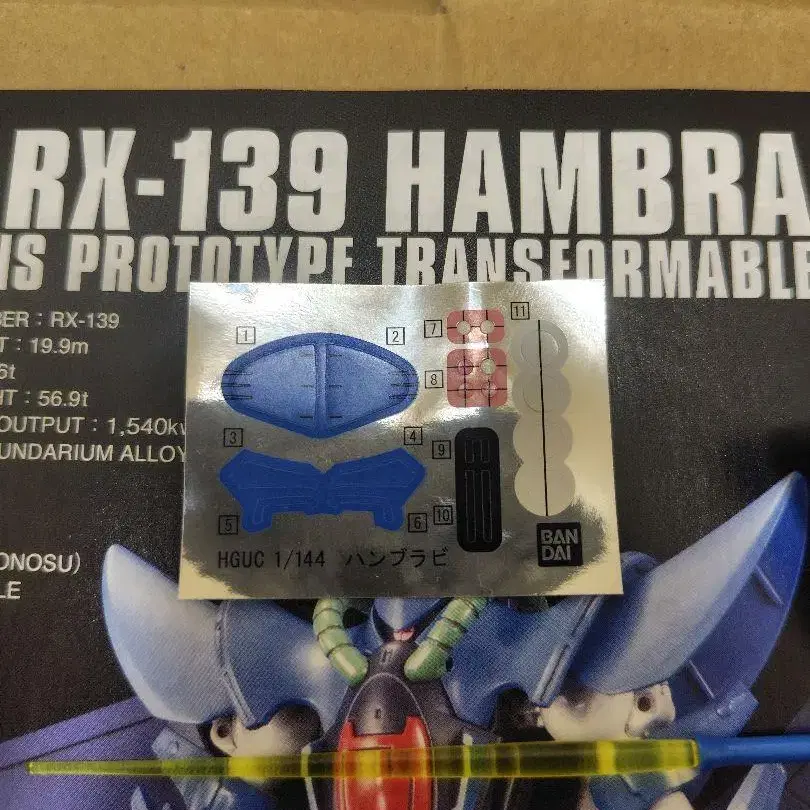 RX-139 HAMBRA
NS PROTOTYPE TRANSFORMABLE
BER : RX-139
T : 19.9m
6t
HT : 56.9t
OUTPUT : 1,540kw
UNDARIUM ALLOY
ONOSU)
LE
1
2
3
4
5
6
7
8
9
10
11
HGUC 1/144 ハンブラビ
BAN
DAI